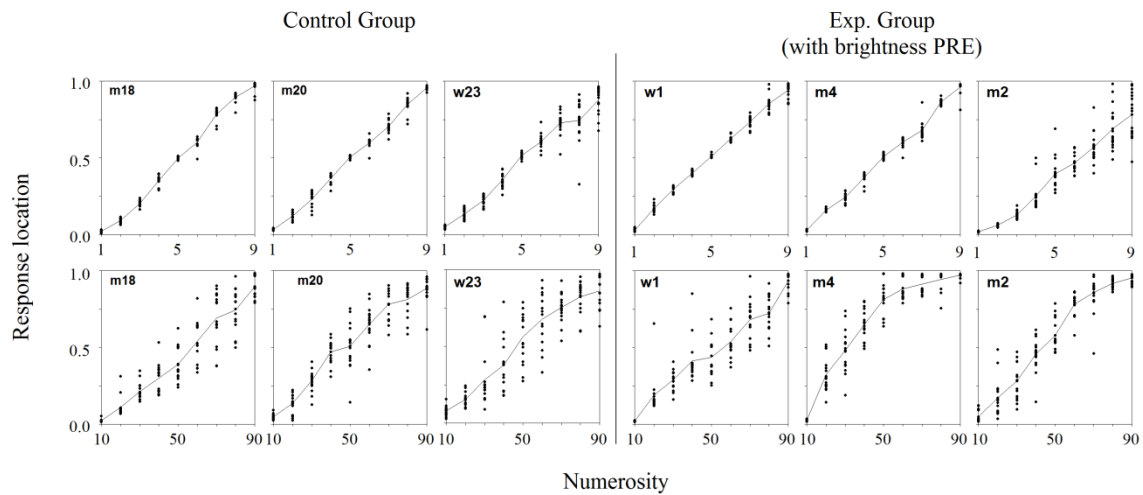 Control Group
Exp. Group
(with brightness PRE)
Response location
1.0
0.5
0.0
m18
m20
w23
w1
m4
m2
1 5 9
1 5 9
1 5 9
1 5 9
1 5 9
1 5 9
1.0
0.5
m18
m20
w23
w1
m4
m2
10 50 90
10 50 90
10 50 90
10 50 90
10 50 90
10 50 90
Numerosity